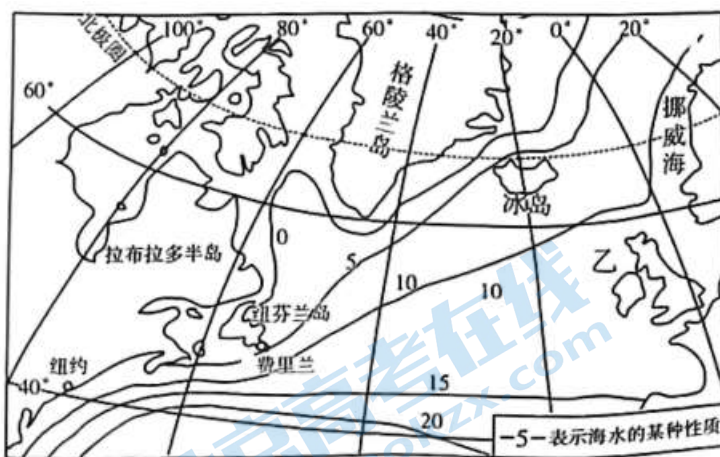 北极圈
100°
80°
60°
40°
20°
0°
20°
60°
格陵兰岛
挪威海
冰岛
拉布拉多半岛
0
5
10
10
乙
纽芬兰岛
费里兰
纽约
40°
15
20
-5-表示海水的某种性质